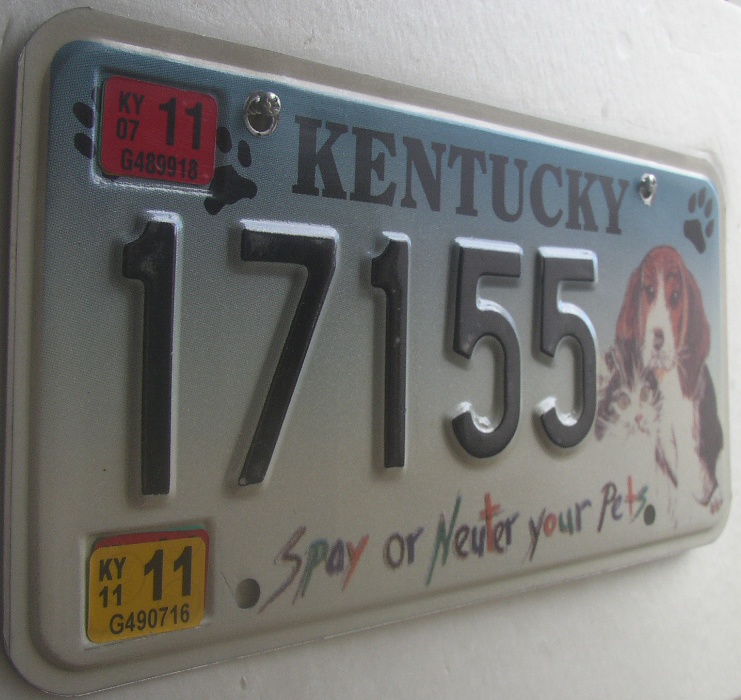 KY 07 11
G489918
KENTUCKY
17155
Spay or Neuter your Pets.
KY 11 11
G490716